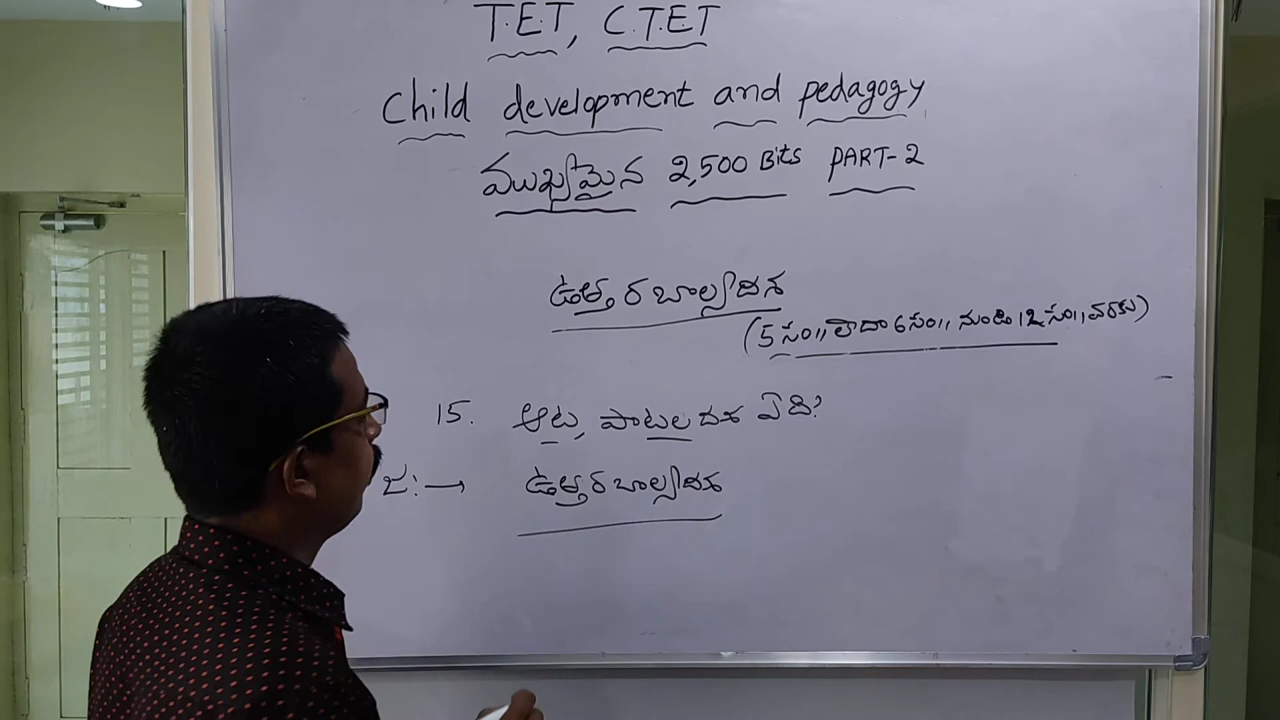 T.E.T, C.T.E.T
Child development and pedagogy
ముఖ్యమైన 2,500 Bits PART-2
ఉత్తర బాల్యదశ
(5 సం॥ లేదా 6 సం॥ నుండి 12 సం॥ వరకు)
15. ఆట, పాటల దశ ఏది?
జ:→ ఉత్తర బాల్యదశ